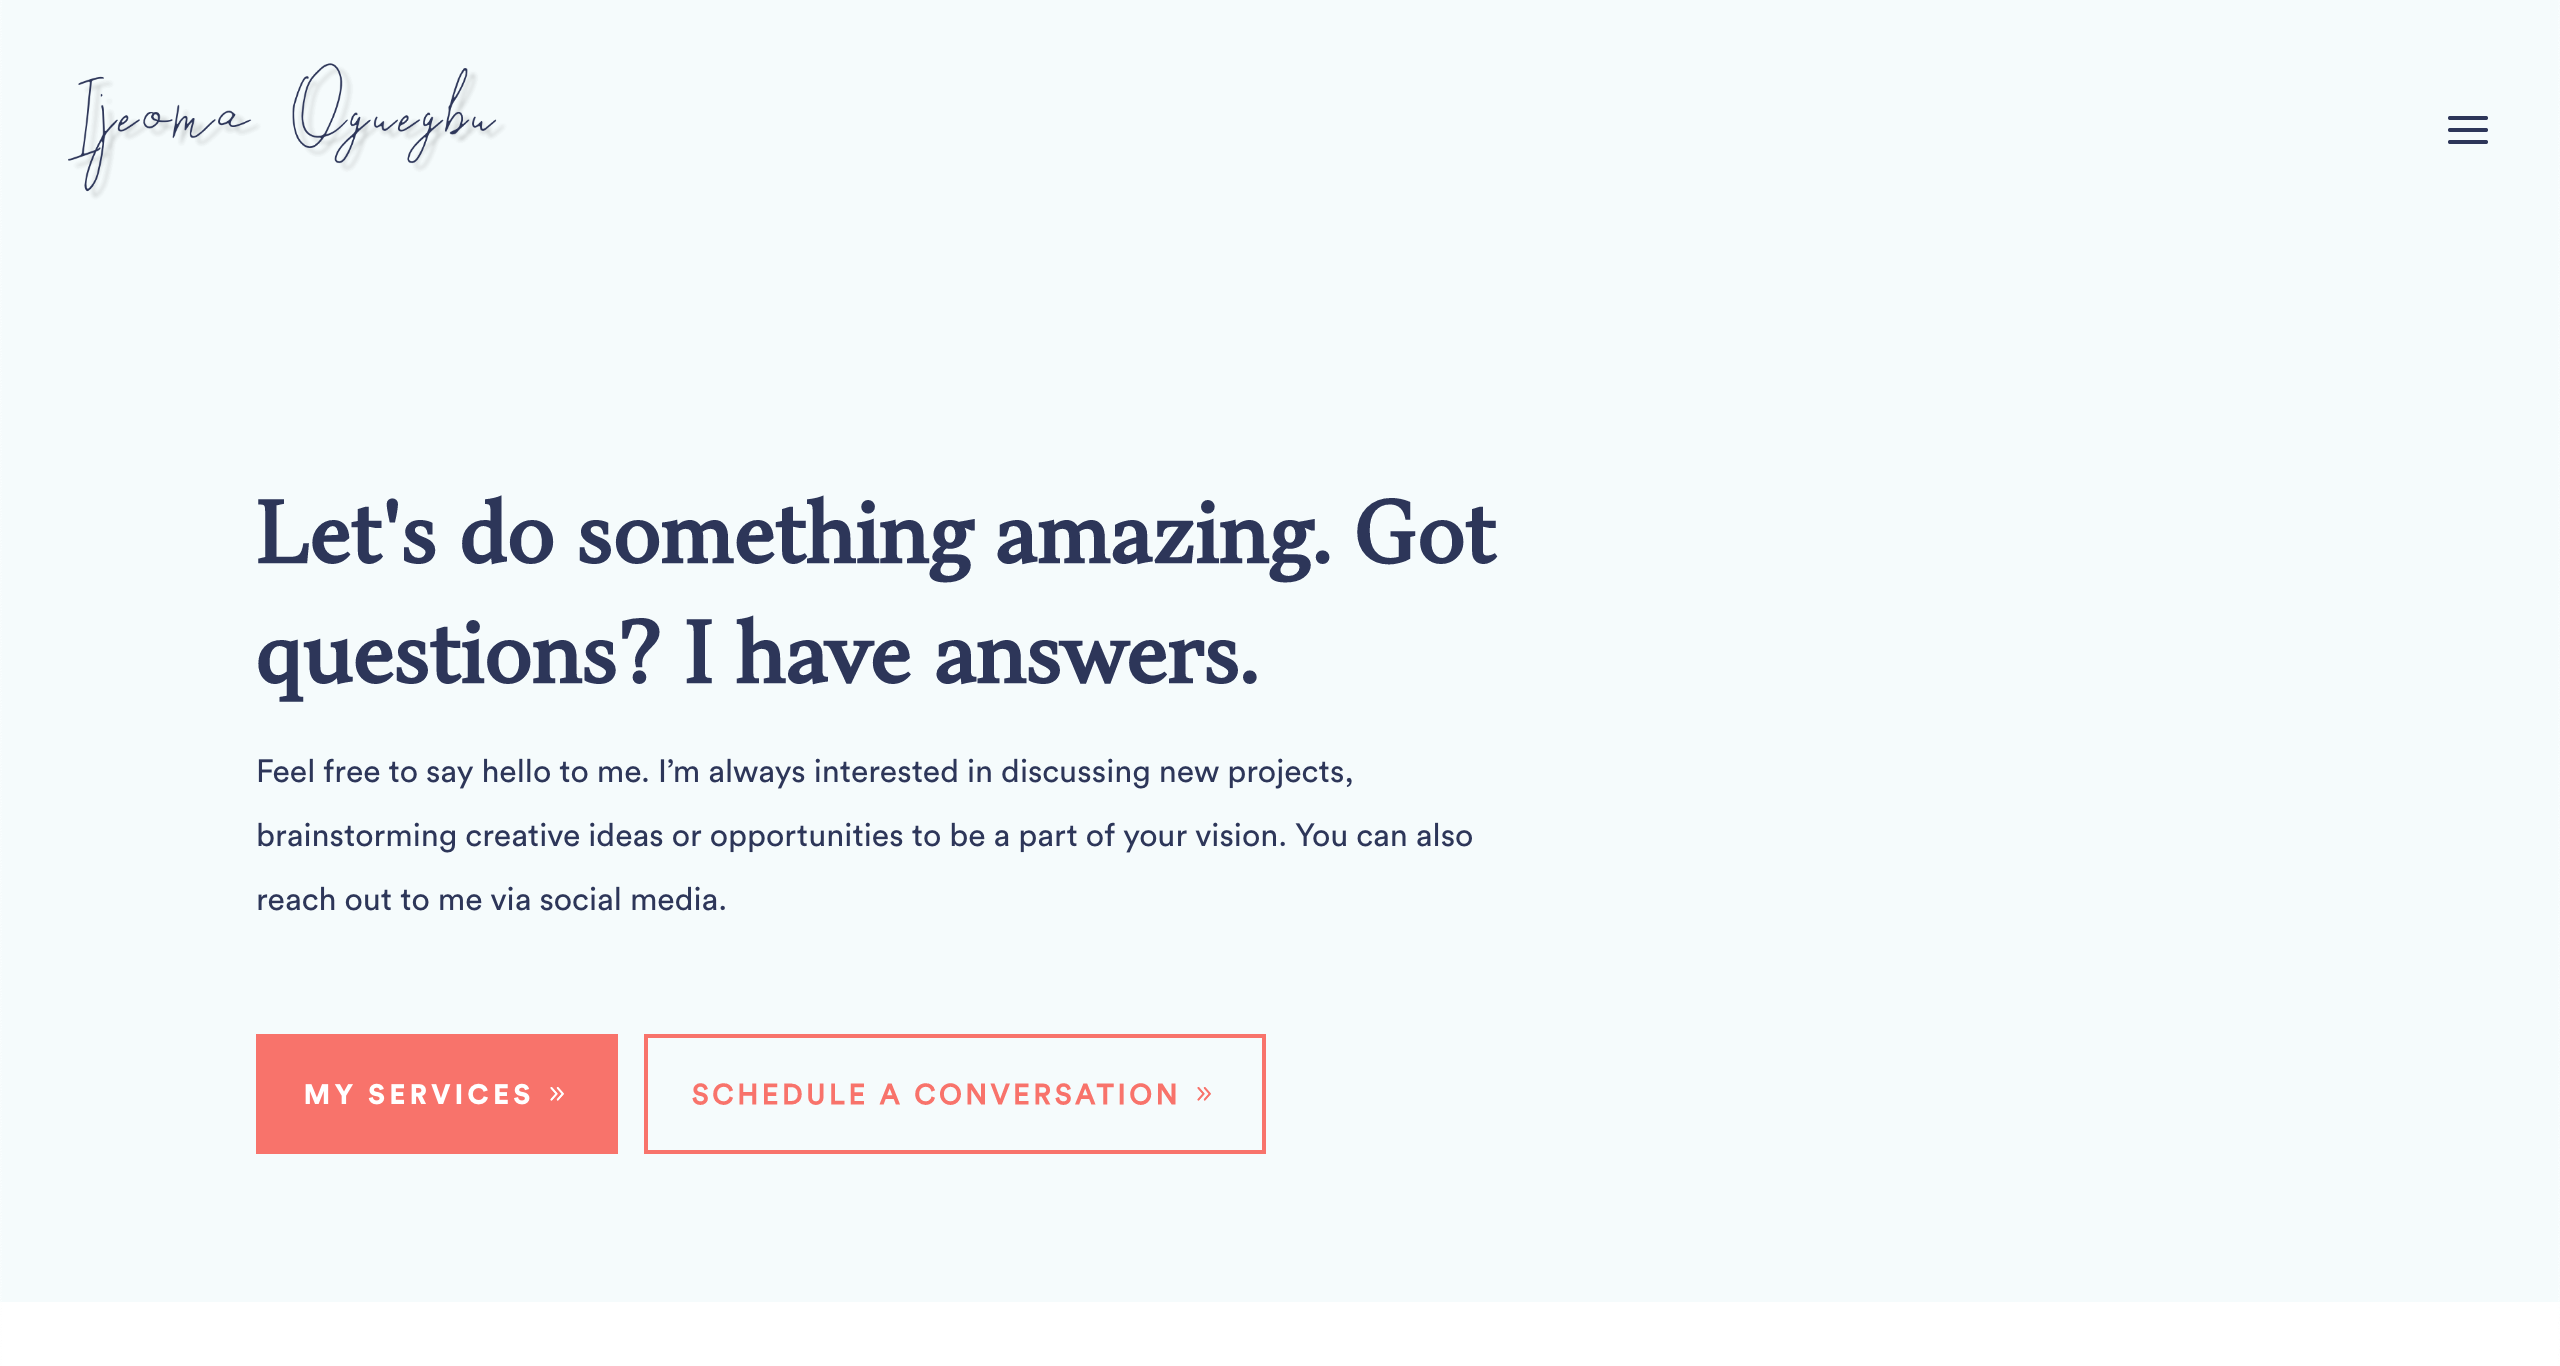 Ijeoma Oguegbu
Let's do something amazing. Got
questions? I have answers.
Feel free to say hello to me. I’m always interested in discussing new projects,
brainstorming creative ideas or opportunities to be a part of your vision. You can also
reach out to me via social media.
MY SERVICES »
SCHEDULE A CONVERSATION »